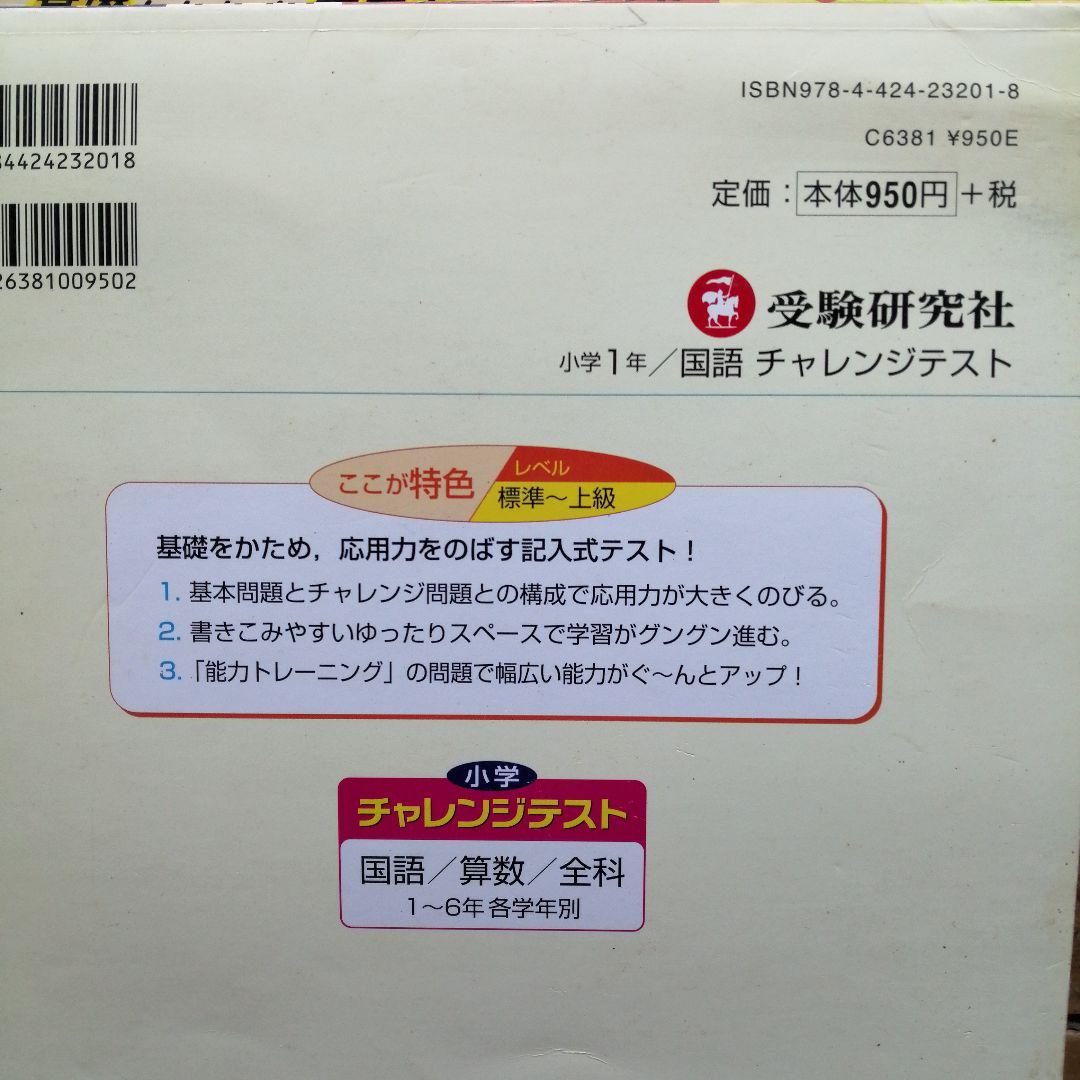 ISBN978-4-424-23201-8
C6381 ¥950E
定価：本体950円＋税
4424232018
26381009502
受験研究社
小学1年／国語 チャレンジテスト
ここが特色
レベル
標準〜上級
基礎をかため，応用力をのばす記入式テスト！
1. 基本問題とチャレンジ問題との構成で応用力が大きくのびる。
2. 書きこみやすいゆったりスペースで学習がグングン進む。
3. 「能力トレーニング」の問題で幅広い能力がぐ〜んとアップ！
小学
チャレンジテスト
国語／算数／全科
1〜6年 各学年別